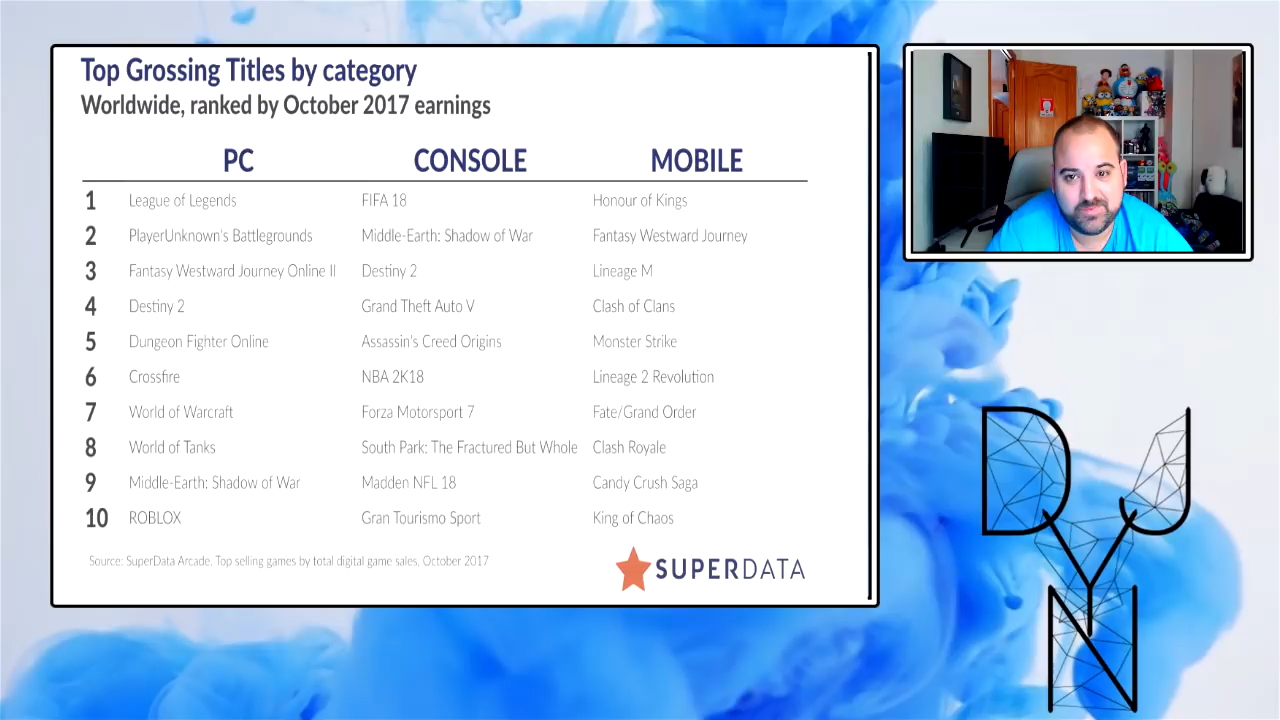 Top Grossing Titles by category
Worldwide, ranked by October 2017 earnings
PC CONSOLE MOBILE
1 League of Legends FIFA 18 Honour of Kings
2 PlayerUnknown's Battlegrounds Middle-Earth: Shadow of War Fantasy Westward Journey
3 Fantasy Westward Journey Online II Destiny 2 Lineage M
4 Destiny 2 Grand Theft Auto V Clash of Clans
5 Dungeon Fighter Online Assassin's Creed Origins Monster Strike
6 Crossfire NBA 2K18 Lineage 2 Revolution
7 World of Warcraft Forza Motorsport 7 Fate/Grand Order
8 World of Tanks South Park: The Fractured But Whole Clash Royale
9 Middle-Earth: Shadow of War Madden NFL 18 Candy Crush Saga
10 ROBLOX Gran Tourismo Sport King of Chaos
Source: SuperData Arcade. Top selling games by total digital game sales, October 2017
SUPERDATA
D J
Y
N